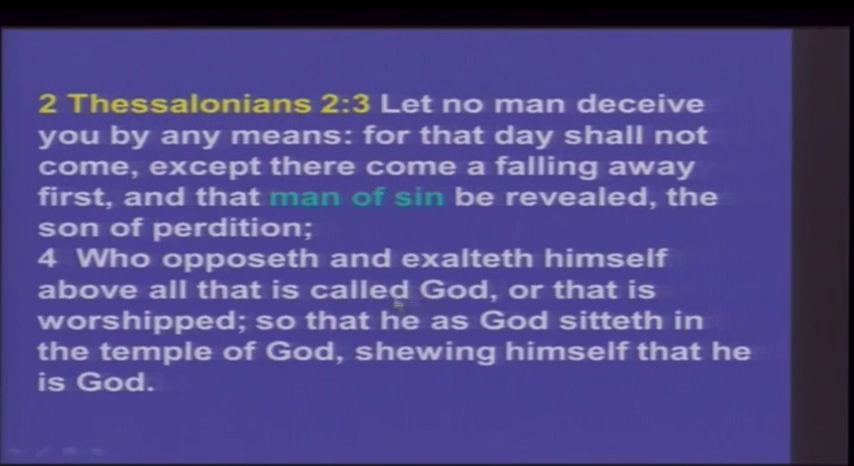 2 Thessalonians 2:3 Let no man deceive
you by any means: for that day shall not
come, except there come a falling away
first, and that man of sin be revealed, the
son of perdition;
4 Who opposeth and exalteth himself
above all that is called God, or that is
worshipped; so that he as God sitteth in
the temple of God, shewing himself that he
is God.